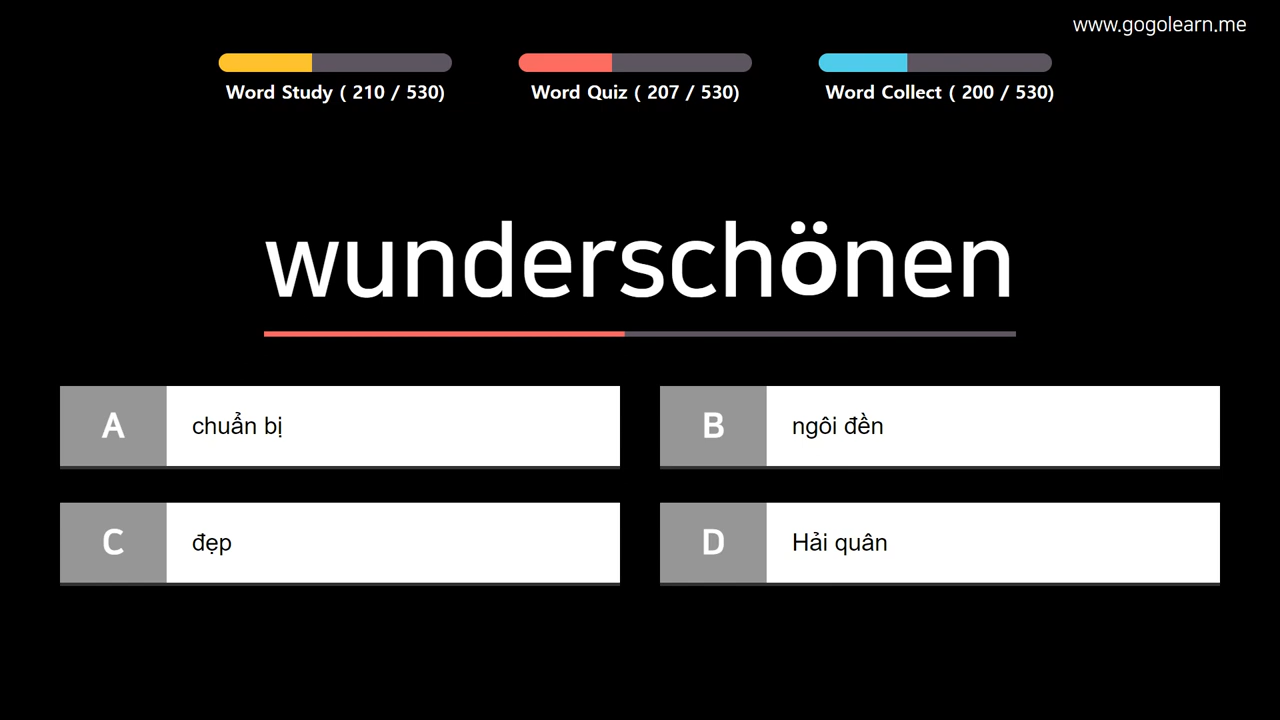 www.gogolearn.me
Word Study ( 210 / 530)
Word Quiz ( 207 / 530)
Word Collect ( 200 / 530)
wunderschönen
A chuẩn bị
B ngôi đền
C đẹp
D Hải quân